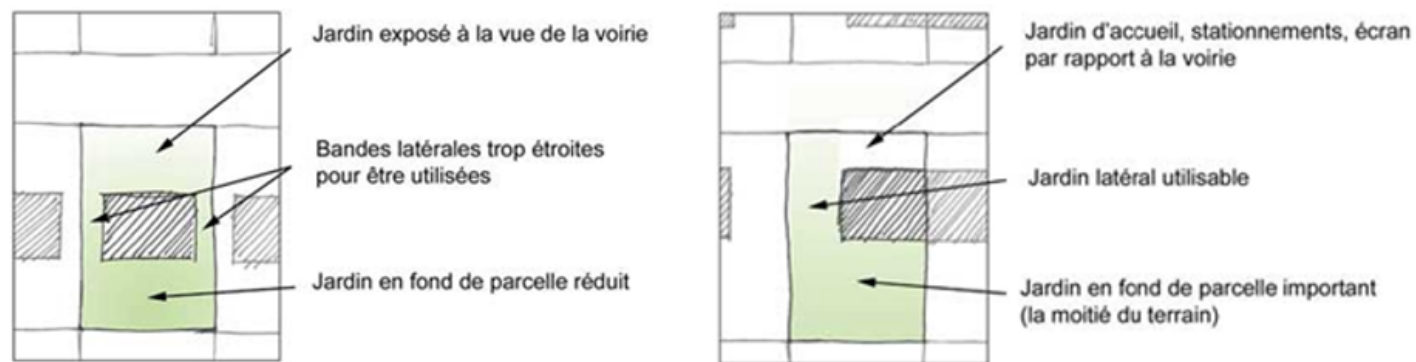 Jardin exposé à la vue de la voirie
Bandes latérales trop étroites
pour être utilisées
Jardin en fond de parcelle réduit
Jardin d'accueil, stationnements, écran
par rapport à la voirie
Jardin latéral utilisable
Jardin en fond de parcelle important
(la moitié du terrain)